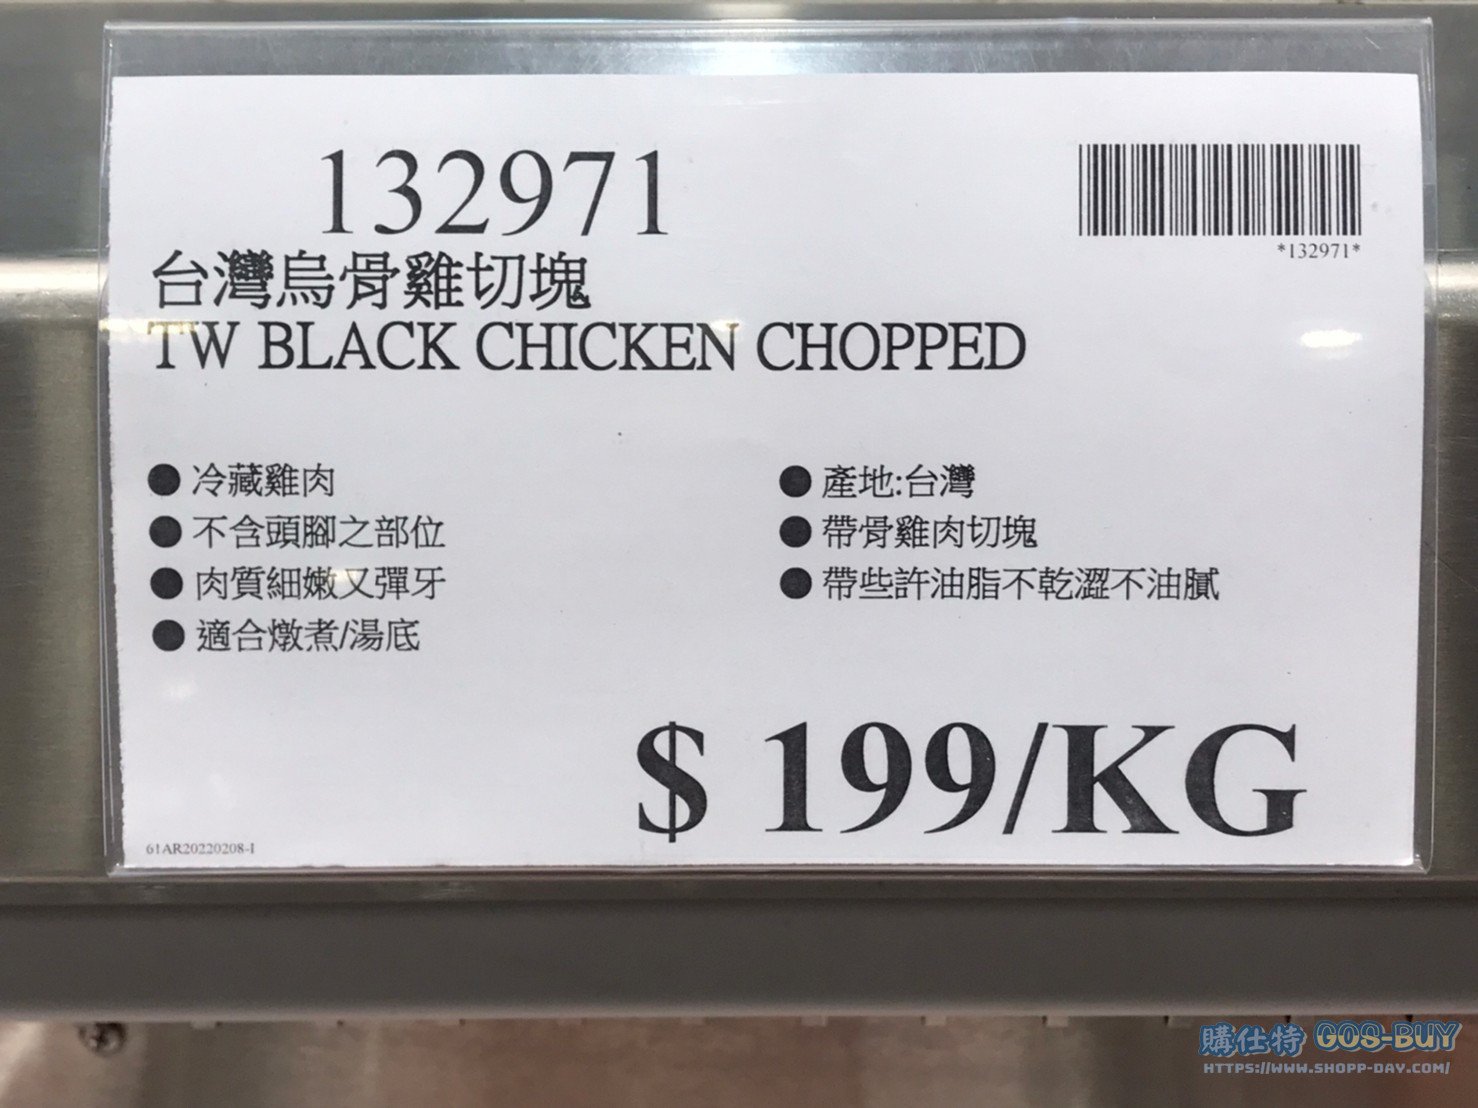 132971
*132971*
台灣烏骨雞切塊
TW BLACK CHICKEN CHOPPED
● 冷藏雞肉
● 不含頭腳之部位
● 肉質細嫩又彈牙
● 適合燉煮/湯底
● 產地:台灣
● 帶骨雞肉切塊
● 帶些許油脂不乾澀不油膩
$ 199/KG
61AR20220208-I
購仕特 GOS-BUY
HTTPS://WWW.SHOPP-DAY.COM/